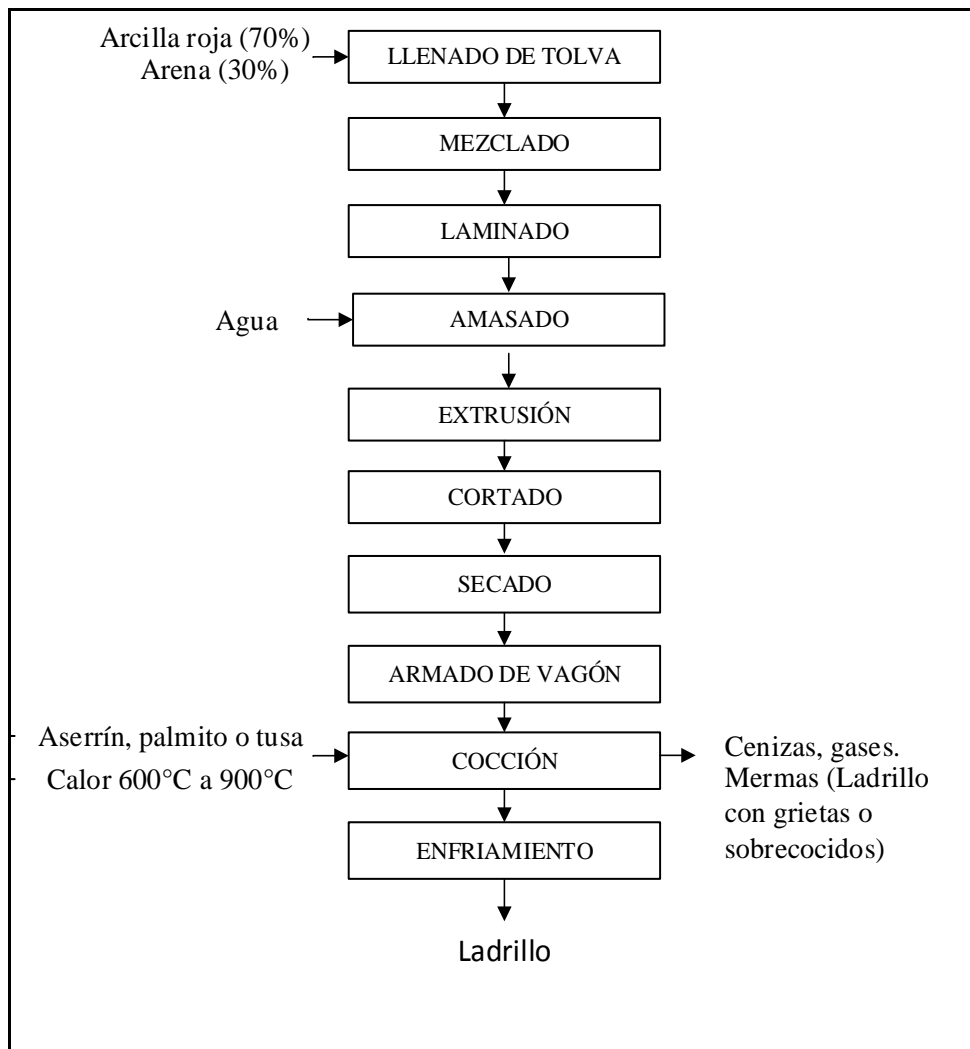 Arcilla roja (70%)
Arena (30%)
LLENADO DE TOLVA
MEZCLADO
LAMINADO
Agua
AMASADO
EXTRUSIÓN
CORTADO
SECADO
ARMADO DE VAGÓN
Aserrín, palmito o tusa
Calor 600°C a 900°C
COCCIÓN
Cenizas, gases.
Mermas (Ladrillo
con grietas o
sobrecocidos)
ENFRIAMIENTO
Ladrillo